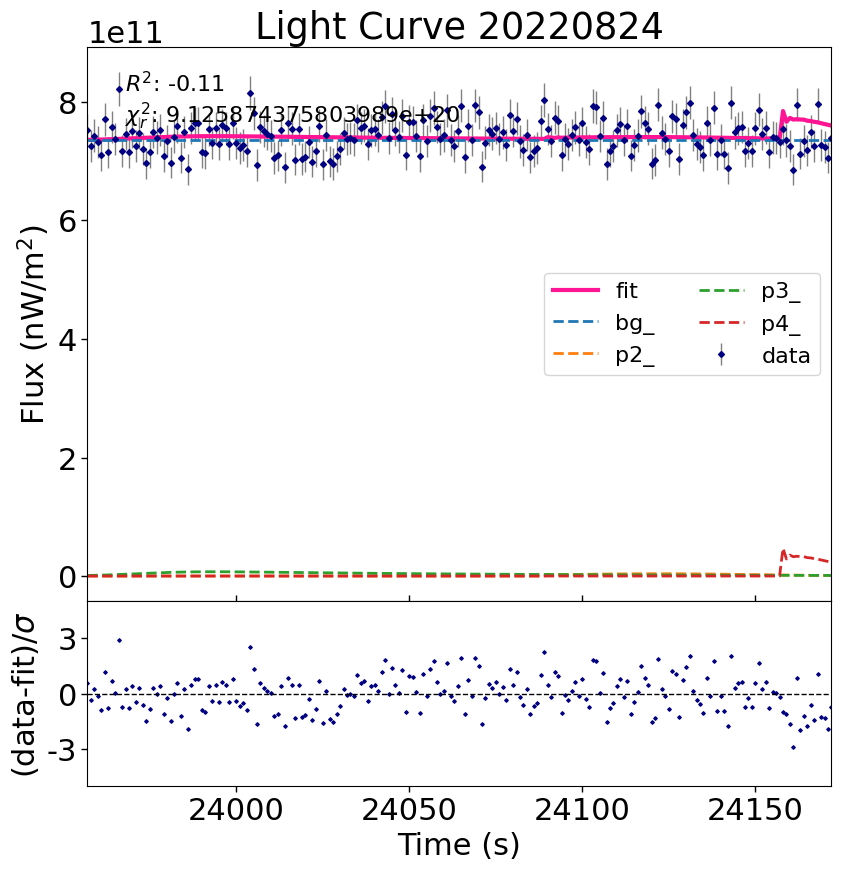 Light Curve 20220824
1e11
R²: -0.11
χ²ᵣ: 9.125874375803989e+20
8
6
4
2
0
Flux (nW/m²)
fit
bg_
p2_
p3_
p4_
data
3
0
-3
(data-fit)/σ
24000 24050 24100 24150
Time (s)